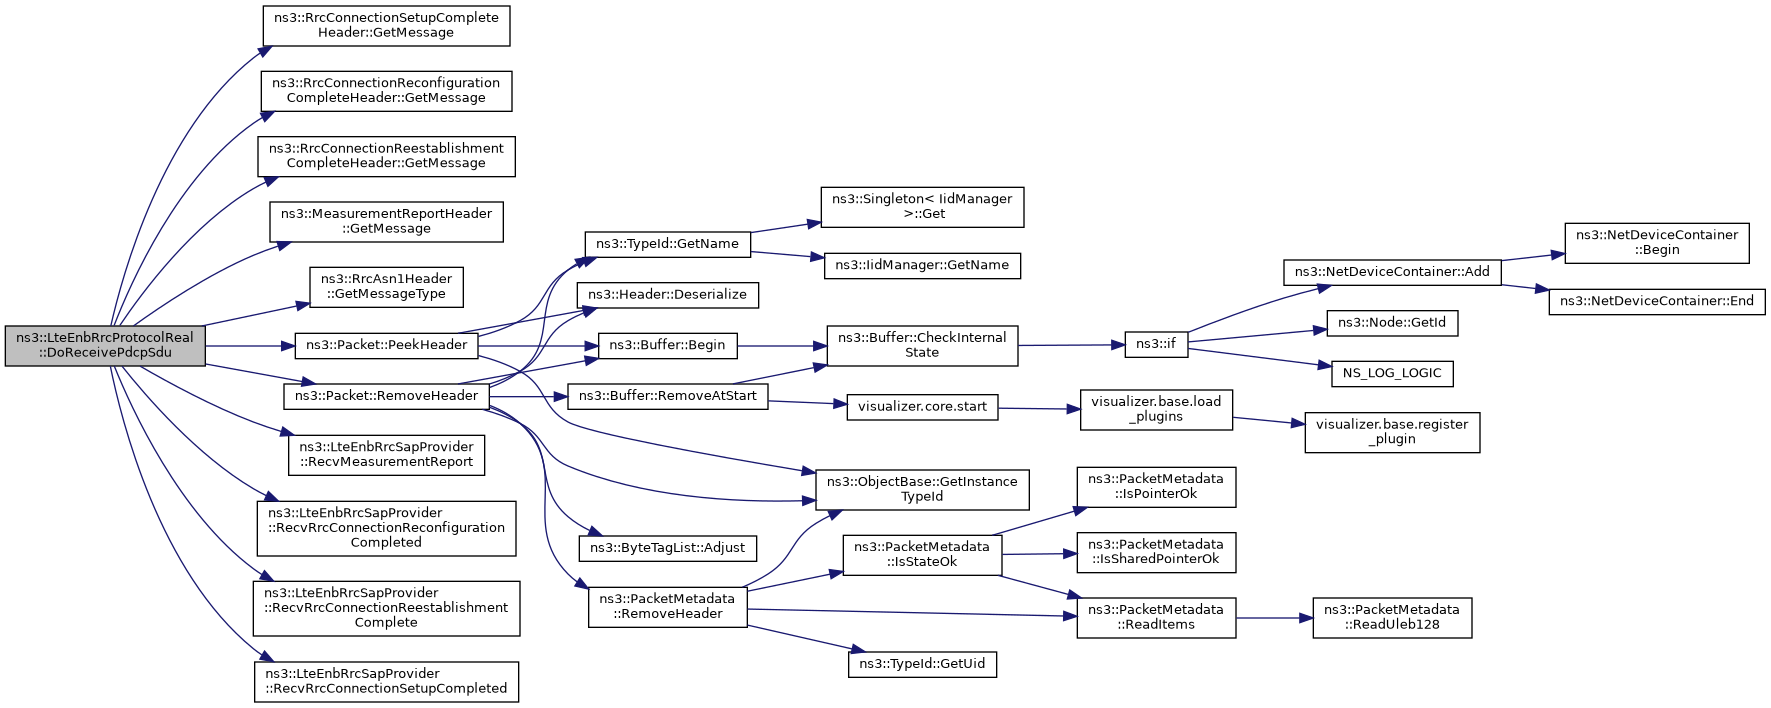 ns3::LteEnbRrcProtocolReal
::DoReceivePdcpSdu
ns3::RrcConnectionSetupComplete
Header::GetMessage
ns3::RrcConnectionReconfiguration
CompleteHeader::GetMessage
ns3::RrcConnectionReestablishment
CompleteHeader::GetMessage
ns3::MeasurementReportHeader
::GetMessage
ns3::RrcAsn1Header
::GetMessageType
ns3::Packet::PeekHeader
ns3::Packet::RemoveHeader
ns3::LteEnbRrcSapProvider
::RecvMeasurementReport
ns3::LteEnbRrcSapProvider
::RecvRrcConnectionReconfiguration
Completed
ns3::LteEnbRrcSapProvider
::RecvRrcConnectionReestablishment
Complete
ns3::LteEnbRrcSapProvider
::RecvRrcConnectionSetupCompleted
ns3::TypeId::GetName
ns3::Header::Deserialize
ns3::Buffer::Begin
ns3::Buffer::RemoveAtStart
ns3::ByteTagList::Adjust
ns3::PacketMetadata
::RemoveHeader
ns3::Singleton< IidManager
>::Get
ns3::IidManager::GetName
ns3::Buffer::CheckInternal
State
visualizer.core.start
ns3::ObjectBase::GetInstance
TypeId
ns3::PacketMetadata
::IsStateOk
ns3::TypeId::GetUid
ns3::if
visualizer.base.load
_plugins
ns3::PacketMetadata
::IsPointerOk
ns3::PacketMetadata
::IsSharedPointerOk
ns3::PacketMetadata
::ReadItems
ns3::NetDeviceContainer::Add
ns3::Node::GetId
NS_LOG_LOGIC
visualizer.base.register
_plugin
ns3::PacketMetadata
::ReadUleb128
ns3::NetDeviceContainer
::Begin
ns3::NetDeviceContainer::End